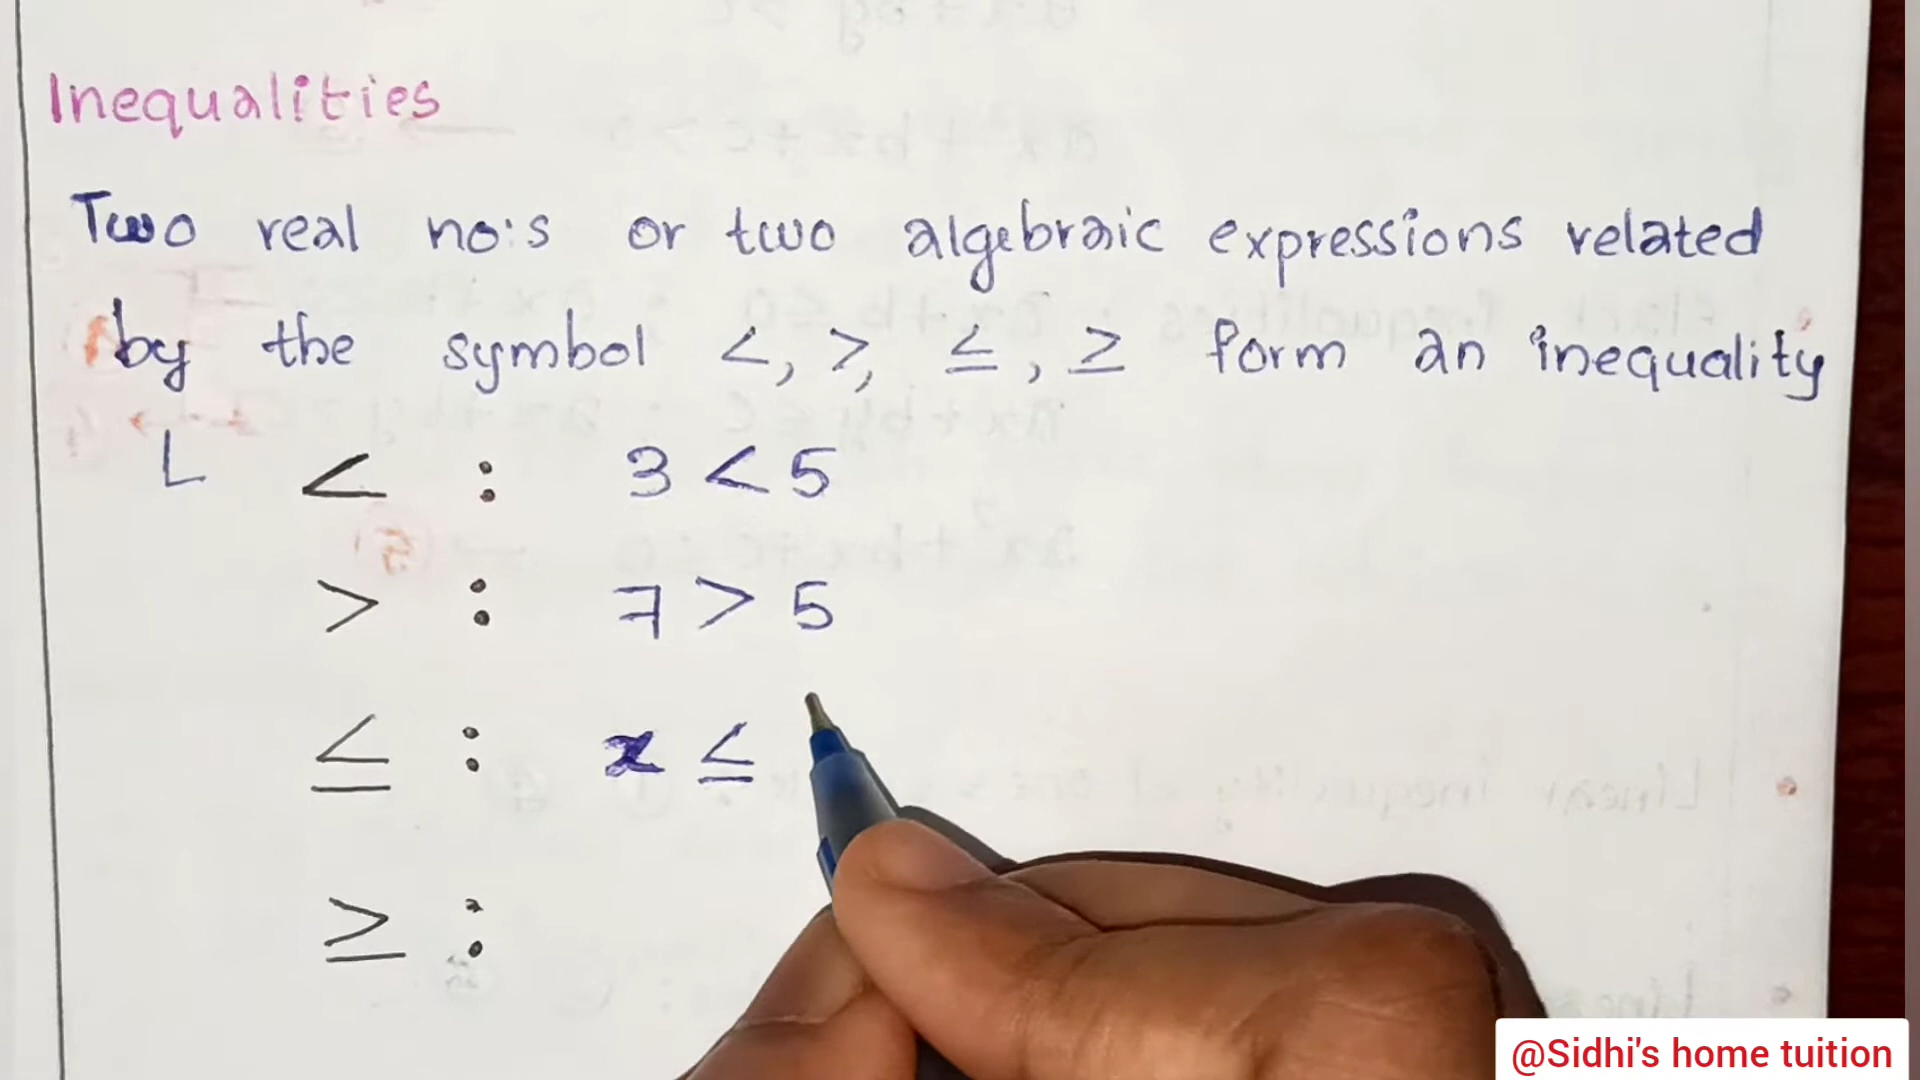 Inequalities
Two real no:s or two algebraic expressions related
by the symbol <, >, ≤, ≥ form an inequality
L < : 3 < 5
> : 7 > 5
≤ : x ≤
≥ :
@Sidhi's home tuition